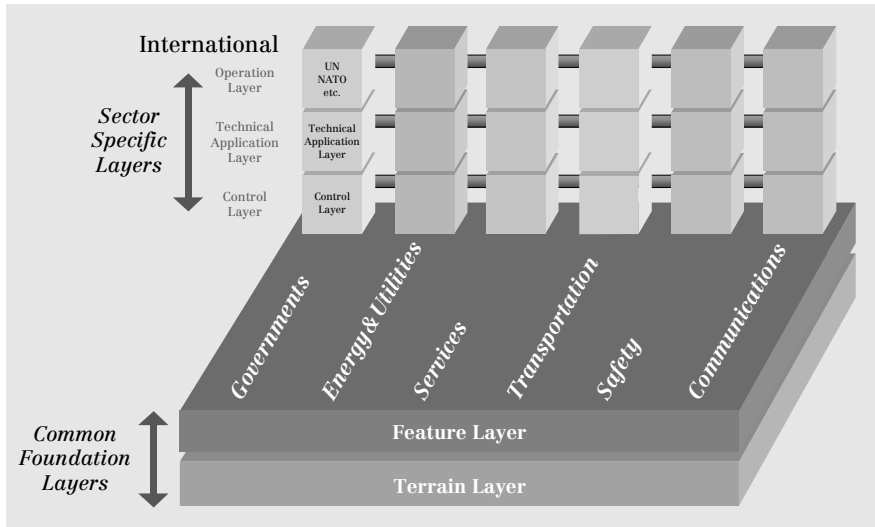 International
Operation
Layer
Sector
Specific
Layers
Technical
Application
Layer
Control
Layer
UN
NATO
etc.
Technical
Application
Layer
Control
Layer
Governments
Energy & Utilities
Services
Transportation
Safety
Communications
Common
Foundation
Layers
Feature Layer
Terrain Layer